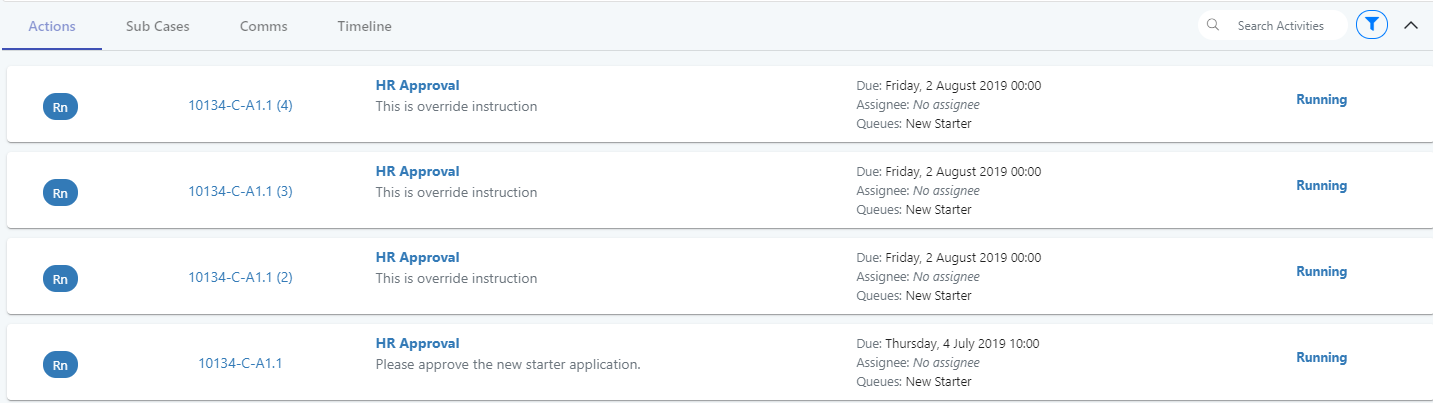 Actions Sub Cases Comms Timeline Search Activities
Rn 10134-C-A1.1 (4) HR Approval Due: Friday, 2 August 2019 00:00 Running
This is override instruction Assignee: No assignee
Queues: New Starter
Rn 10134-C-A1.1 (3) HR Approval Due: Friday, 2 August 2019 00:00 Running
This is override instruction Assignee: No assignee
Queues: New Starter
Rn 10134-C-A1.1 (2) HR Approval Due: Friday, 2 August 2019 00:00 Running
This is override instruction Assignee: No assignee
Queues: New Starter
Rn 10134-C-A1.1 HR Approval Due: Thursday, 4 July 2019 10:00 Running
Please approve the new starter application. Assignee: No assignee
Queues: New Starter